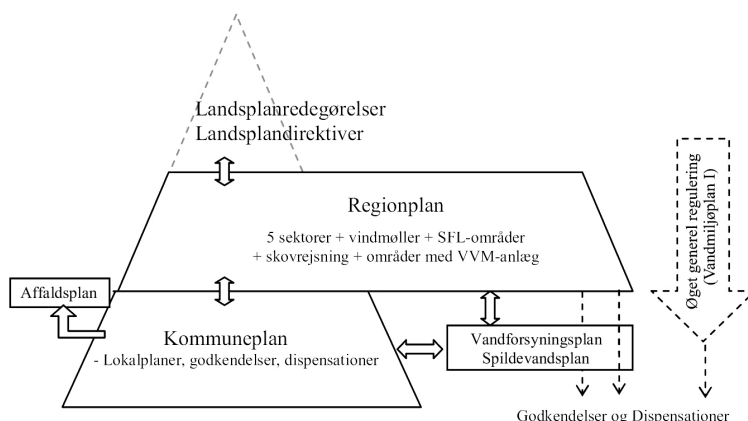 Landsplanredegørelser
Landsplandirektiver
Regionplan
5 sektorer + vindmøller + SFL-områder
+ skovrejsning + områder med VVM-anlæg
Øget generel regulering
(Vandmiljøplan I)
Affaldsplan
Kommuneplan
- Lokalplaner, godkendelser, dispensationer
Vandforsyningsplan
Spildevandsplan
Godkendelser og Dispensationer